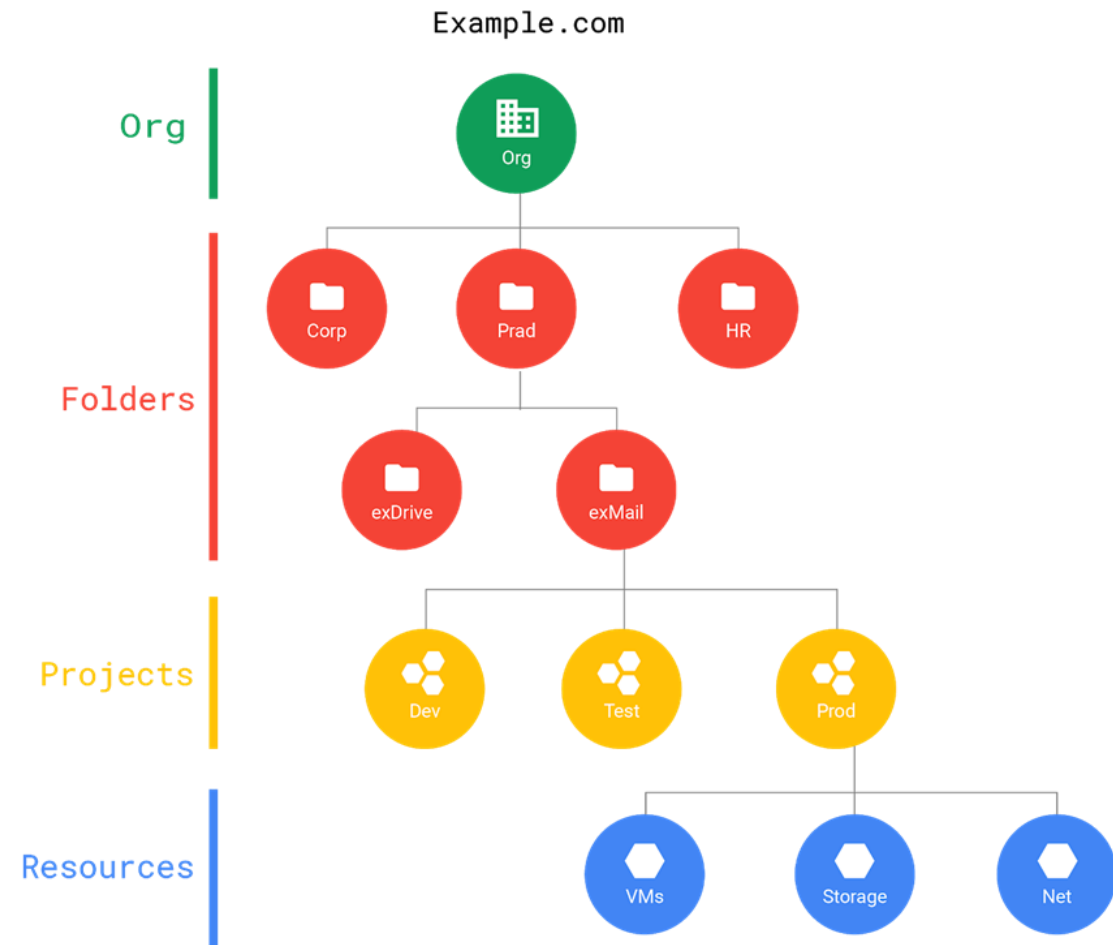 Example.com
Org
Org
Corp
Prad
HR
Folders
exDrive
exMail
Projects
Dev
Test
Prod
Resources
VMs
Storage
Net